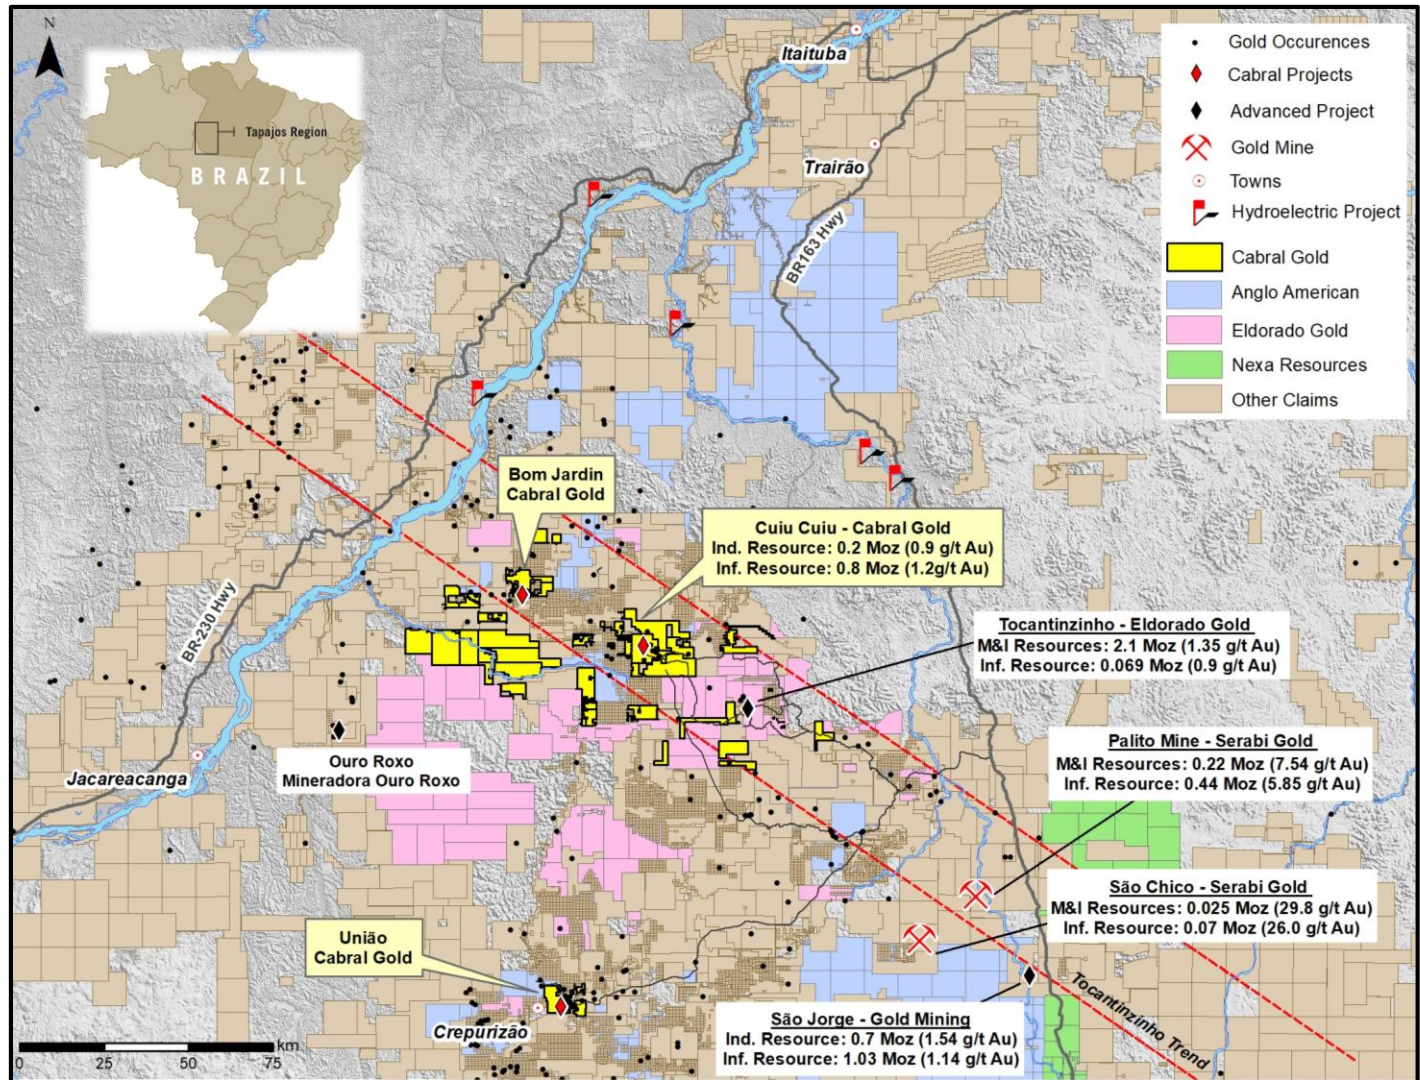 N
Tapajos Region
BRAZIL
Itaituba
Trairão
BR163 Hwy
Gold Occurences
Cabral Projects
Advanced Project
Gold Mine
Towns
Hydroelectric Project
Cabral Gold
Anglo American
Eldorado Gold
Nexa Resources
Other Claims
Bom Jardin
Cabral Gold
Cuiu Cuiu - Cabral Gold
Ind. Resource: 0.2 Moz (0.9 g/t Au)
Inf. Resource: 0.8 Moz (1.2g/t Au)
BR-230 Hwy
Tocantinzinho - Eldorado Gold
M&I Resources: 2.1 Moz (1.35 g/t Au)
Inf. Resource: 0.069 Moz (0.9 g/t Au)
Jacareacanga
Ouro Roxo
Mineradora Ouro Roxo
Palito Mine - Serabi Gold
M&I Resources: 0.22 Moz (7.54 g/t Au)
Inf. Resource: 0.44 Moz (5.85 g/t Au)
São Chico - Serabi Gold
M&I Resources: 0.025 Moz (29.8 g/t Au)
Inf. Resource: 0.07 Moz (26.0 g/t Au)
União
Cabral Gold
Crepurizão
São Jorge - Gold Mining
Ind. Resource: 0.7 Moz (1.54 g/t Au)
Inf. Resource: 1.03 Moz (1.14 g/t Au)
Tocantinzinho Trend
km
0 25 50 75